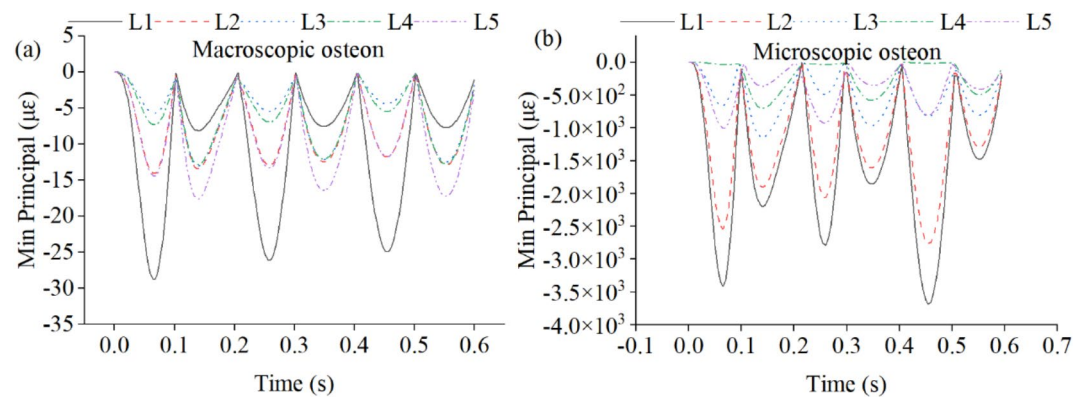 L1 L2 L3 L4 L5
(a)
Macroscopic osteon
Min Principal (με)
5
0
-5
-10
-15
-20
-25
-30
-35
0.0 0.1 0.2 0.3 0.4 0.5 0.6
Time (s)
L1 L2 L3 L4 L5
(b)
Microscopic osteon
Min Principal (με)
0.0
-5.0×10²
-1.0×10³
-1.5×10³
-2.0×10³
-2.5×10³
-3.0×10³
-3.5×10³
-4.0×10³
-0.1 0.0 0.1 0.2 0.3 0.4 0.5 0.6 0.7
Time (s)